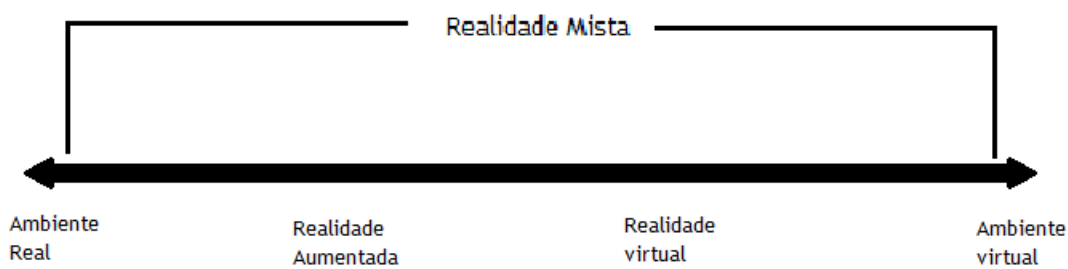 Realidade Mista
Ambiente
Real
Realidade
Aumentada
Realidade
virtual
Ambiente
virtual